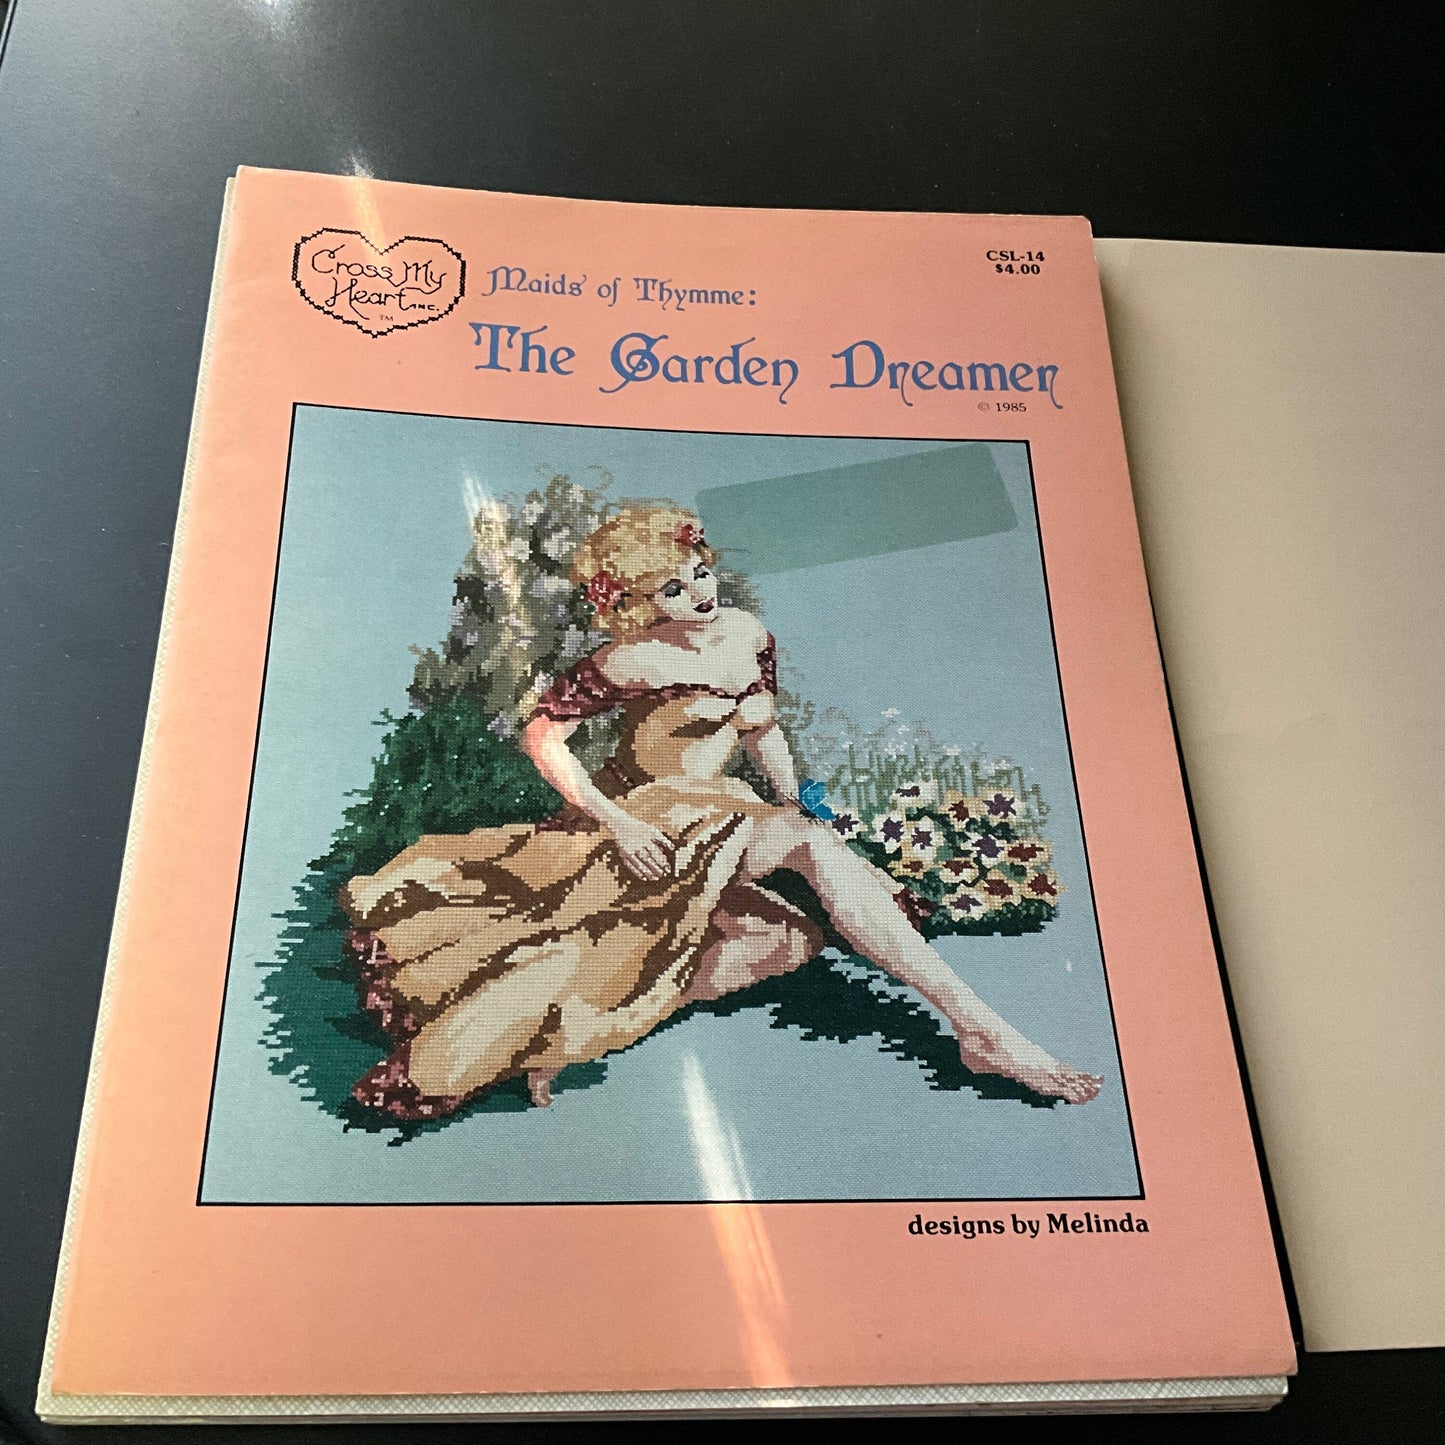 Cross My
Heart INC.
TM
Maids of Thymme:
The Garden Dreamer
© 1985
CSL-14
$4.00
designs by Melinda